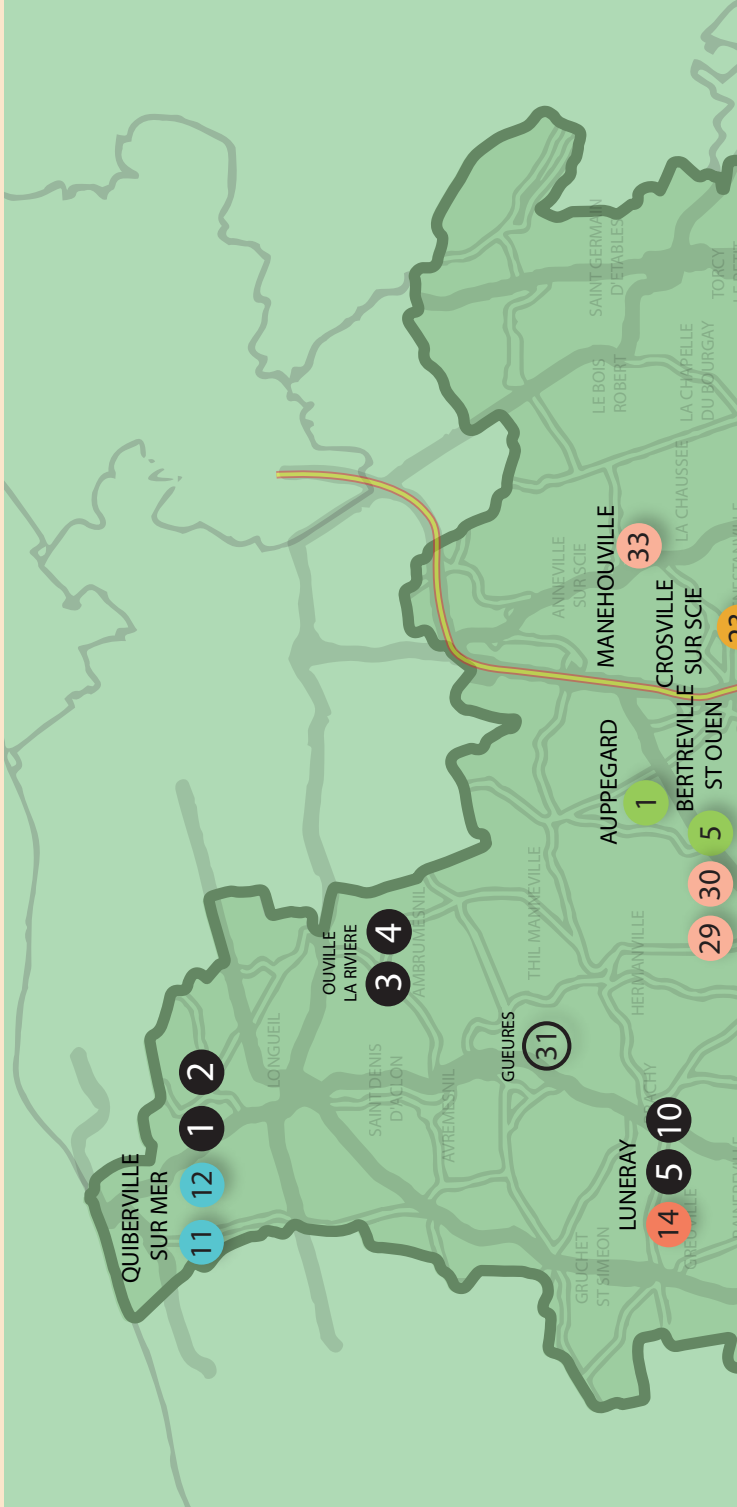 QUIBERVILLE
SUR MER
11 12 1 2
LONGUEIL
OUVILLE
LA RIVIERE
3 4
SAINT DENIS
D'ACLON
AMBRUMESNIL
AVREMESNIL
GUEURES
31
THIL MANNEVILLE
ANNEVILLE
SUR SCIE
GRUCHET
ST SIMEON
SAINT GERMAIN
D'ETABLES
LE BOIS
ROBERT
MANEHOUVILLE
33
AUPPEGARD
1
LUNERAY
14 5 10
HERMANVILLE
CROSVILLE
SUR SCIE
23
BERTREVILLE
ST OUEN
29 30 5
LA CHAUSSEE
LA CHAPELLE
DU BOURGAY
GREUVILLE
TORCY